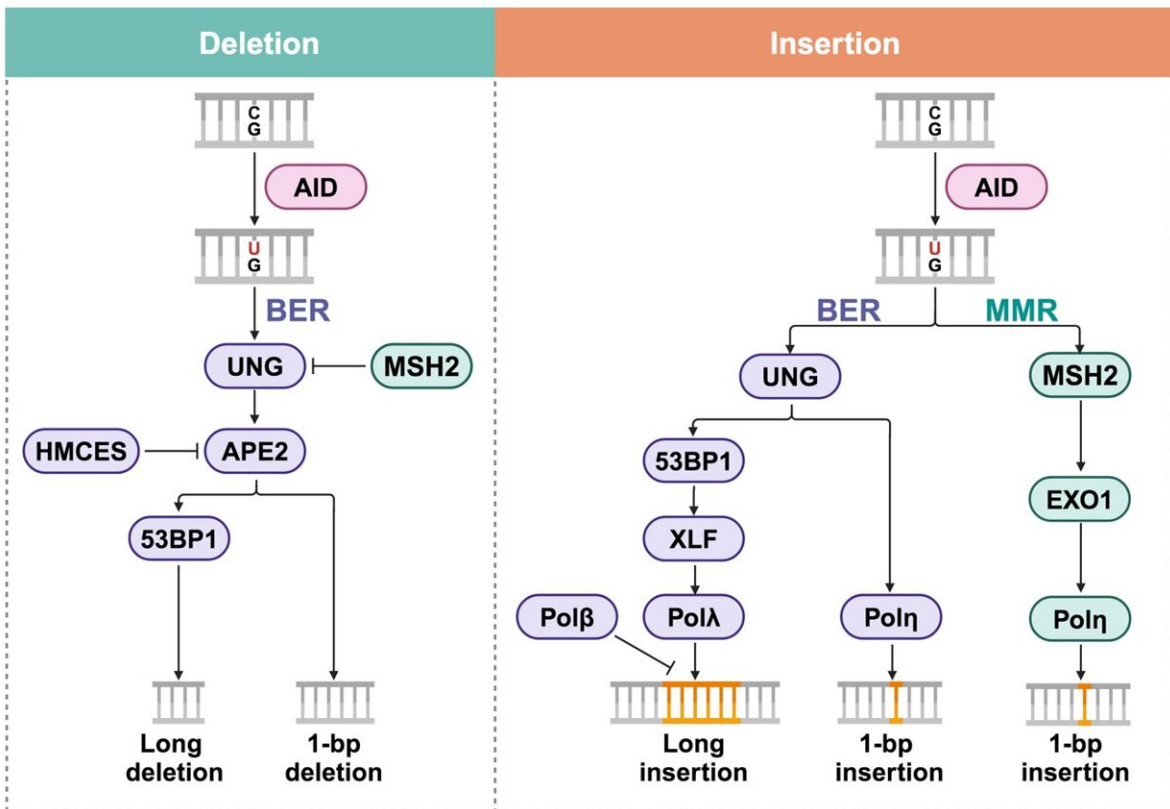 Deletion
C
G
AID
U
G
BER
UNG
MSH2
HMCES
APE2
53BP1
Long
deletion
1-bp
deletion
Insertion
C
G
AID
U
G
BER
MMR
UNG
MSH2
53BP1
EXO1
XLF
Polβ
Polλ
Polη
Polη
Long
insertion
1-bp
insertion
1-bp
insertion